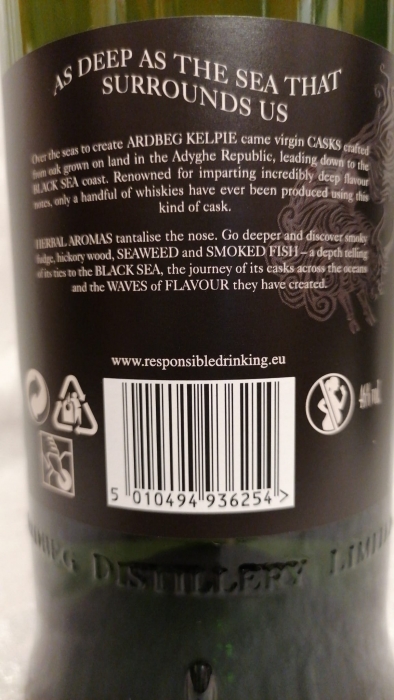 AS DEEP AS THE SEA THAT
SURROUNDS US
Over the seas to create ARDBEG KELPIE came virgin CASKS crafted
from oak grown on land in the Adyghe Republic, leading down to the
BLACK SEA coast. Renowned for imparting incredibly deep flavour
notes, only a handful of whiskies have ever been produced using this
kind of cask.
HERBAL AROMAS tantalise the nose. Go deeper and discover smoky
fudge, hickory wood, SEAWEED and SMOKED FISH – a depth telling
of its ties to the BLACK SEA, the journey of its casks across the oceans
and the WAVES of FLAVOUR they have created.
www.responsibledrinking.eu
5 010494 936254 >
DISTILLERY